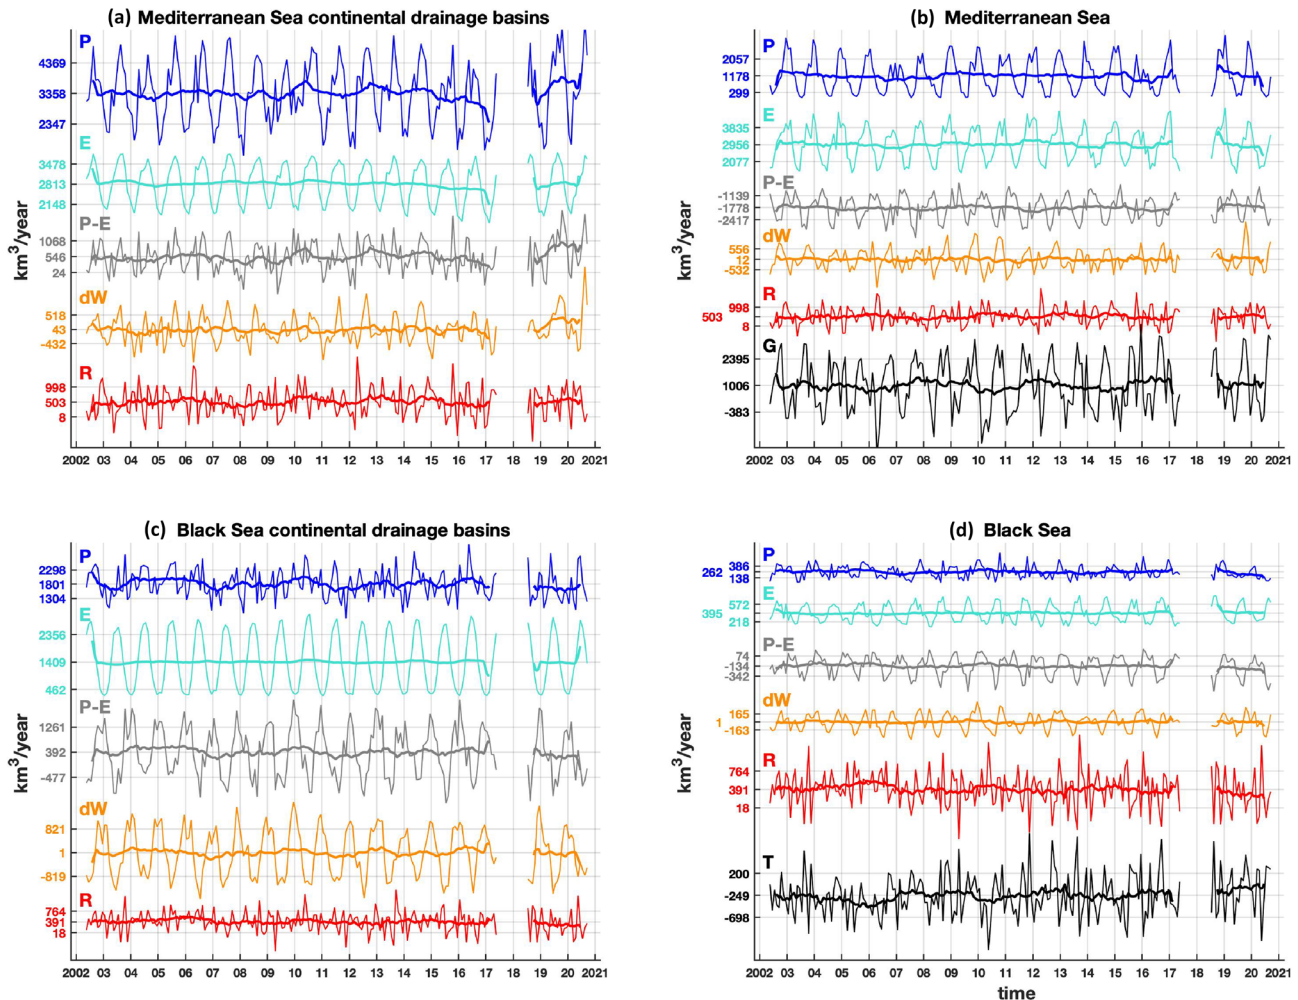 (a) Mediterranean Sea continental drainage basins
P
4369
3358
2347
E
3478
2813
2148
P-E
1068
546
24
dW
518
43
-432
R
998
503
8
km³/year
2002 03 04 05 06 07 08 09 10 11 12 13 14 15 16 17 18 19 20 2021
(b) Mediterranean Sea
P
2057
1178
299
E
3835
2956
2077
P-E
-1139
-1778
-2417
dW
556
12
-532
R
998
503
8
G
2395
1006
-383
km³/year
2002 03 04 05 06 07 08 09 10 11 12 13 14 15 16 17 18 19 20 2021
(c) Black Sea continental drainage basins
P
2298
1801
1304
E
2356
1409
462
P-E
1261
392
-477
dW
821
1
-819
R
764
391
18
km³/year
2002 03 04 05 06 07 08 09 10 11 12 13 14 15 16 17 18 19 20 2021
(d) Black Sea
P
386
262
138
E
572
395
218
P-E
74
-134
-342
dW
165
1
-163
R
764
391
18
T
200
-249
-698
km³/year
2002 03 04 05 06 07 08 09 10 11 12 13 14 15 16 17 18 19 20 2021
time